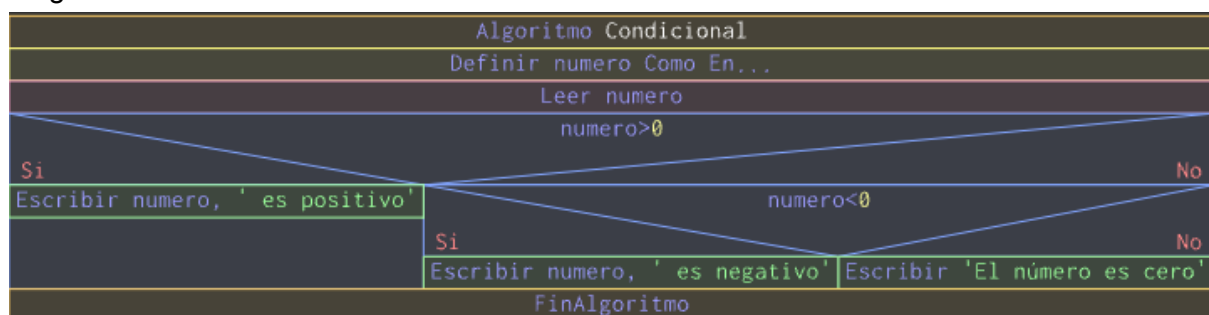 Algoritmo Condicional
Definir numero Como En...
Leer numero
numero>0
Si No
Escribir numero, ' es positivo' numero<0
Si No
Escribir numero, ' es negativo' Escribir 'El número es cero'
FinAlgoritmo